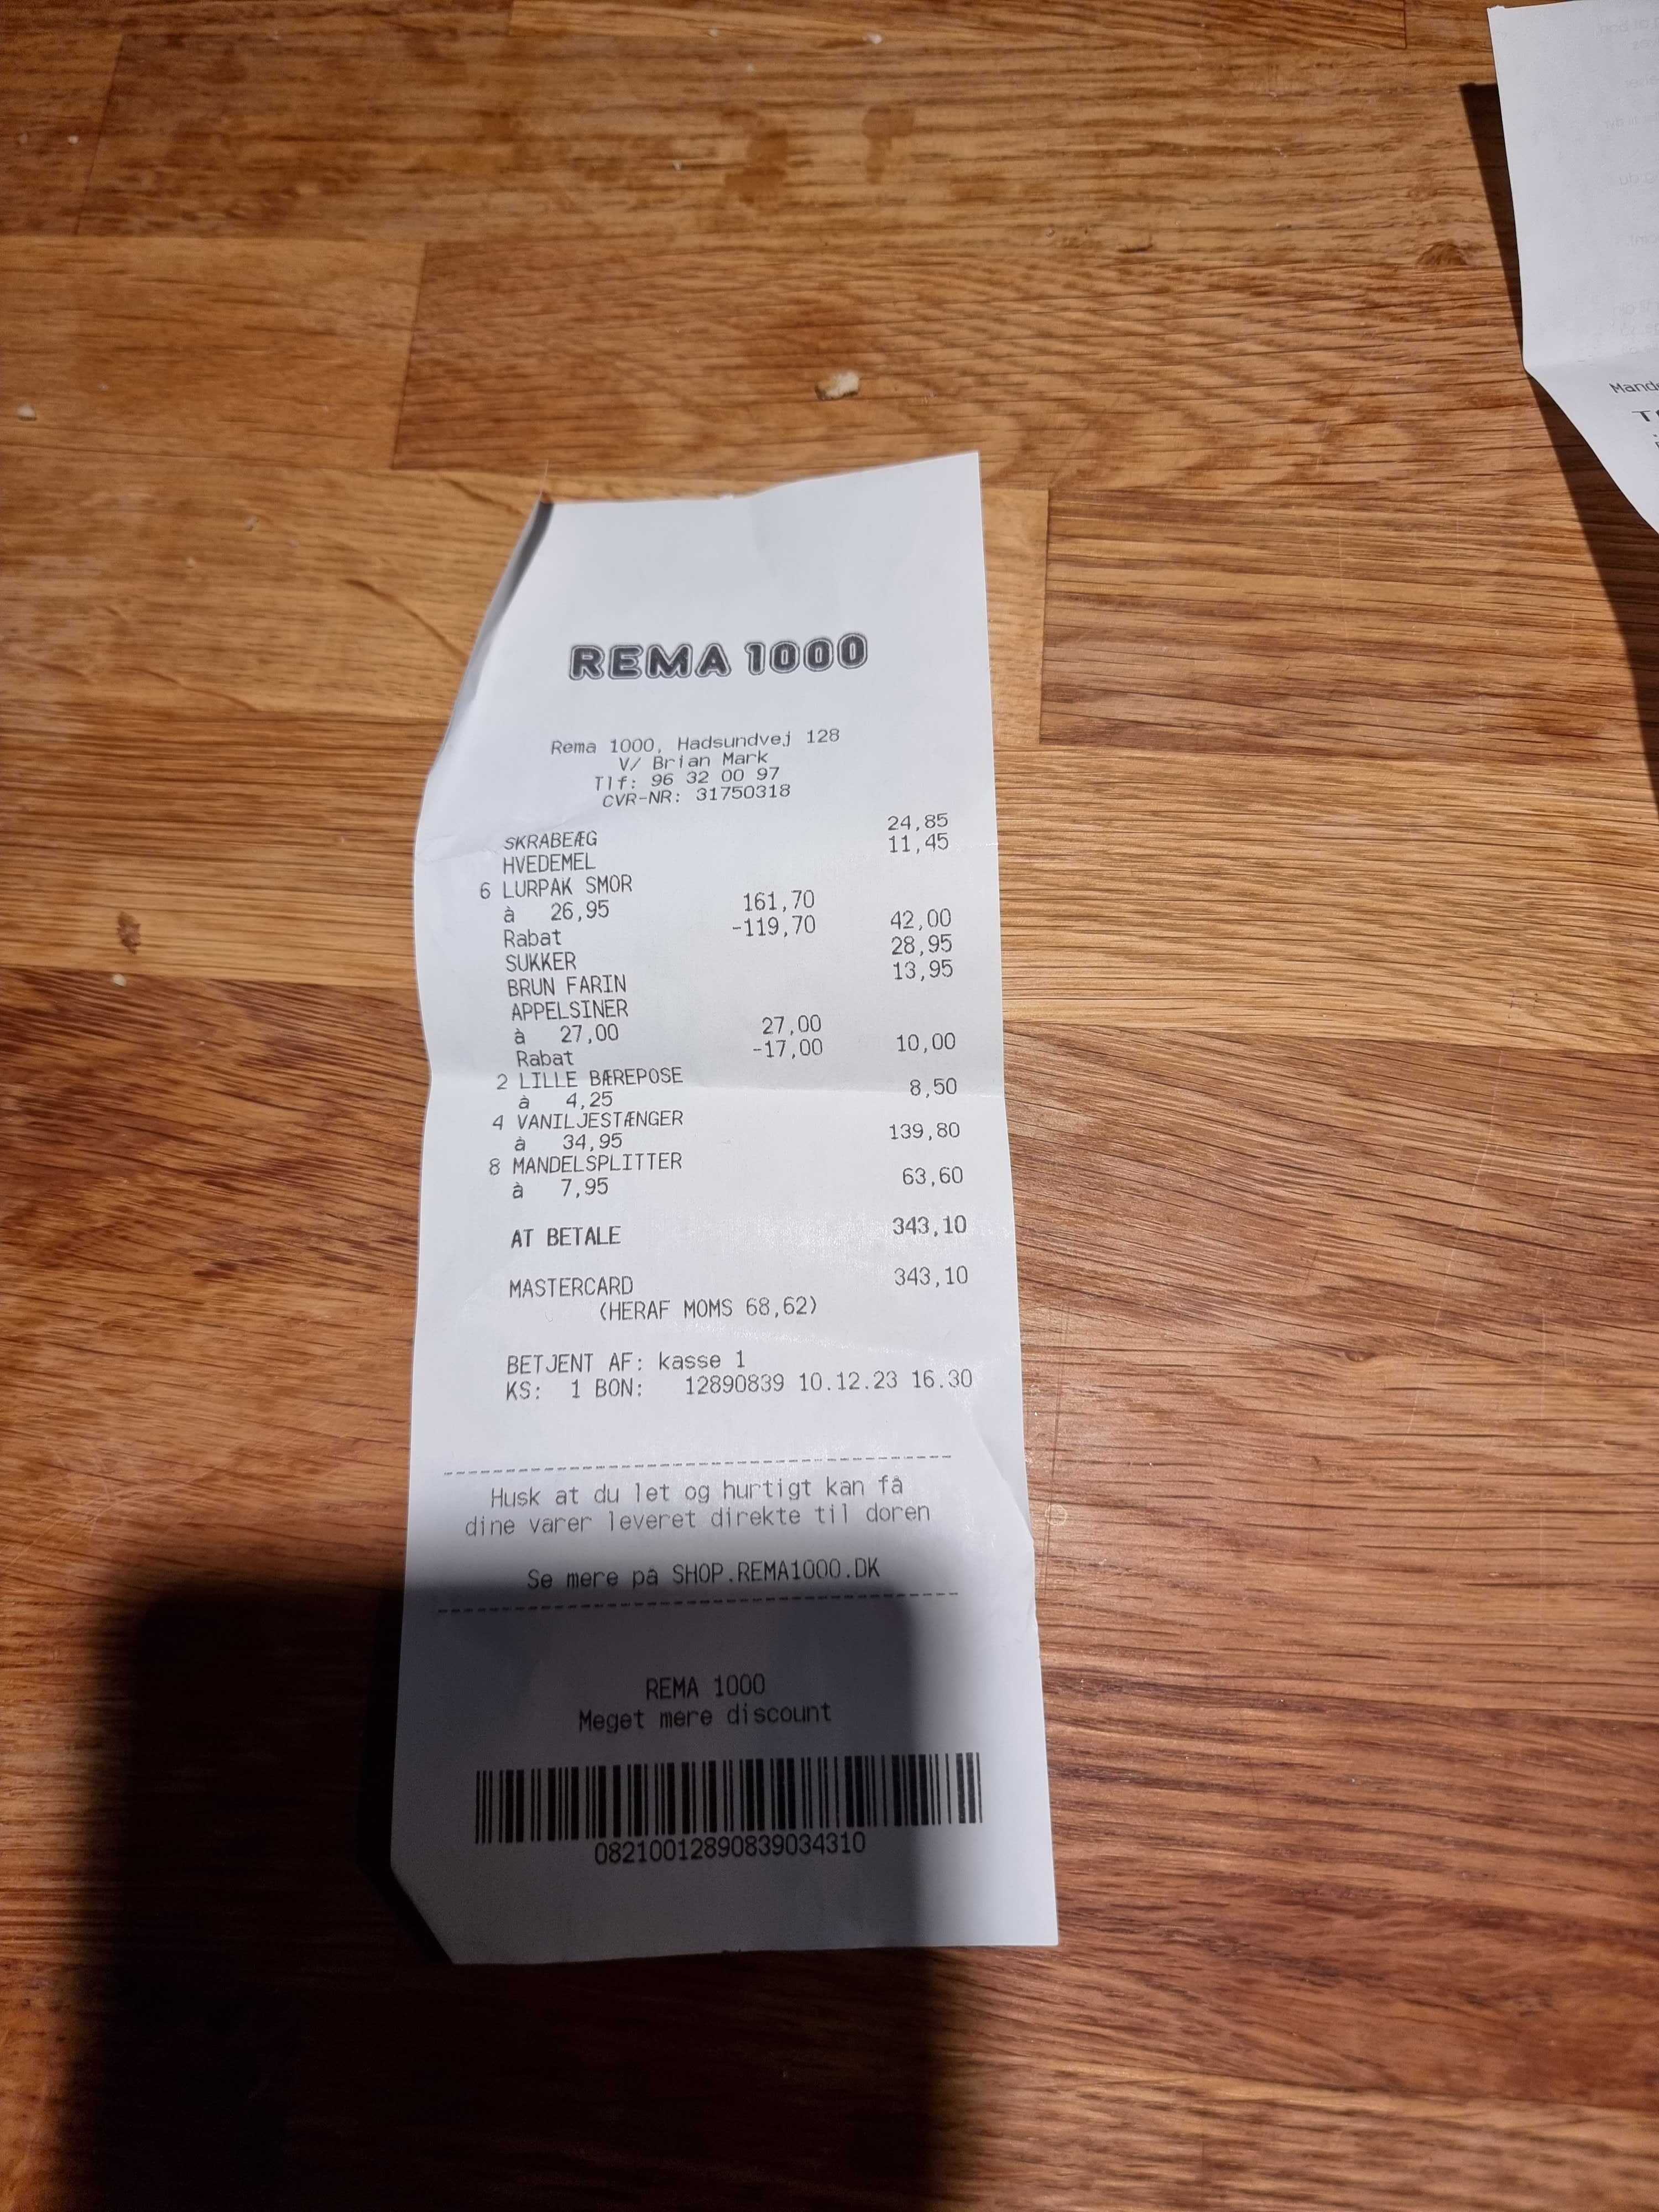 REMA 1000
Rema 1000, Hadsundvej 128
V/ Brian Mark
Tlf: 96 32 00 97
CVR-NR: 31750318
SKRABEÆG 24,85
HVEDEMEL 11,45
6 LURPAK SMOR
à 26,95 161,70
Rabat -119,70 42,00
SUKKER 28,95
BRUN FARIN 13,95
APPELSINER
à 27,00 27,00
Rabat -17,00 10,00
2 LILLE BÆREPOSE
à 4,25 8,50
4 VANILJESTÆNGER
à 34,95 139,80
8 MANDELSPLITTER
à 7,95 63,60
AT BETALE 343,10
MASTERCARD 343,10
(HERAF MOMS 68,62)
BETJENT AF: kasse 1
KS: 1 BON: 12890839 10.12.23 16.30
Husk at du let og hurtigt kan få
dine varer leveret direkte til doren
Se mere på SHOP.REMA1000.DK
REMA 1000
Meget mere discount
08210012890839034310